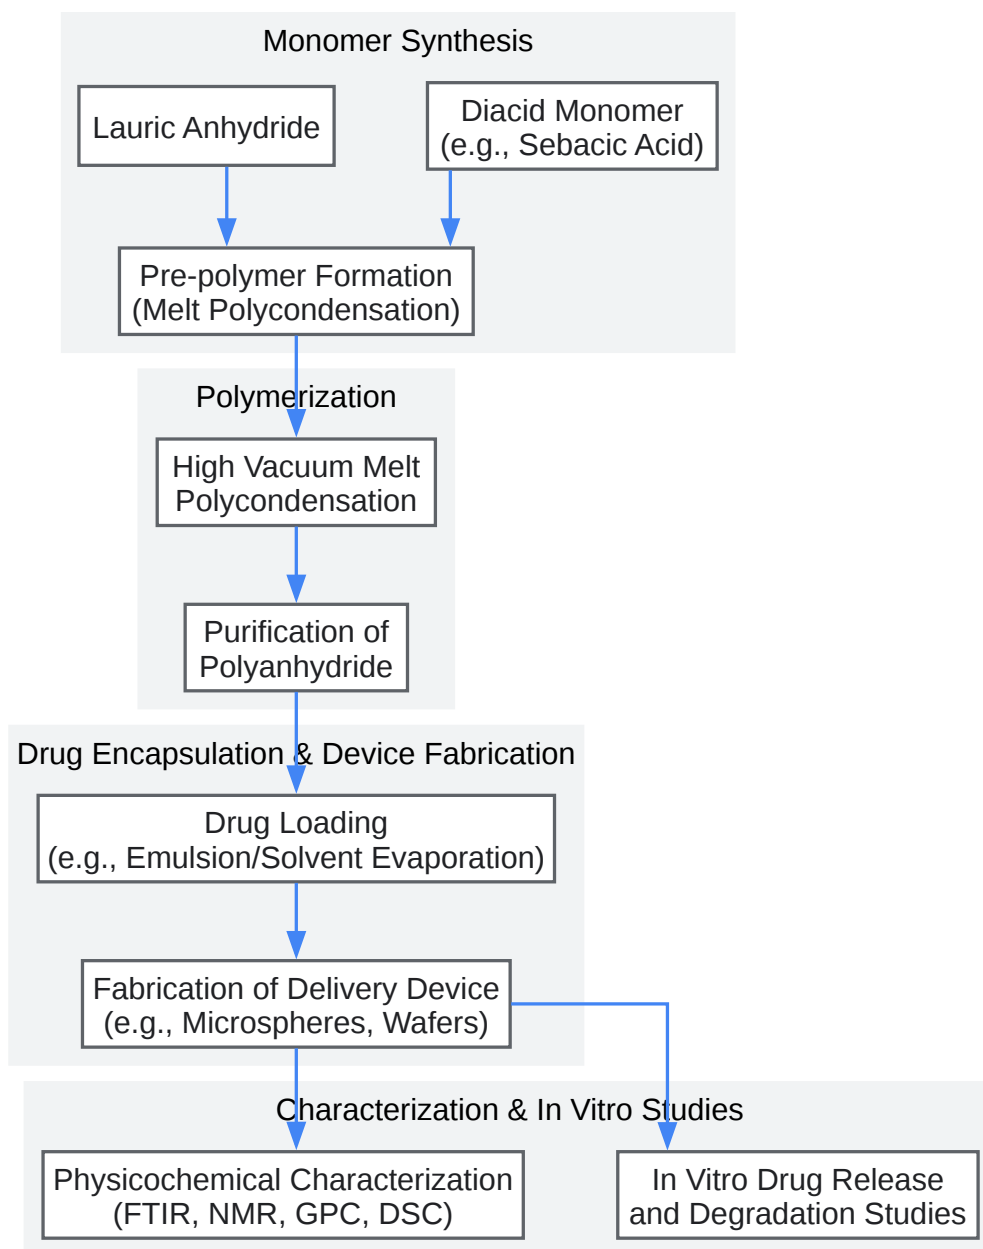 Monomer Synthesis
Lauric Anhydride
Diacid Monomer
(e.g., Sebacic Acid)
Pre-polymer Formation
(Melt Polycondensation)
Polymerization
High Vacuum Melt
Polycondensation
Purification of
Polyanhydride
Drug Encapsulation & Device Fabrication
Drug Loading
(e.g., Emulsion/Solvent Evaporation)
Fabrication of Delivery Device
(e.g., Microspheres, Wafers)
Characterization & In Vitro Studies
Physicochemical Characterization
(FTIR, NMR, GPC, DSC)
In Vitro Drug Release
and Degradation Studies